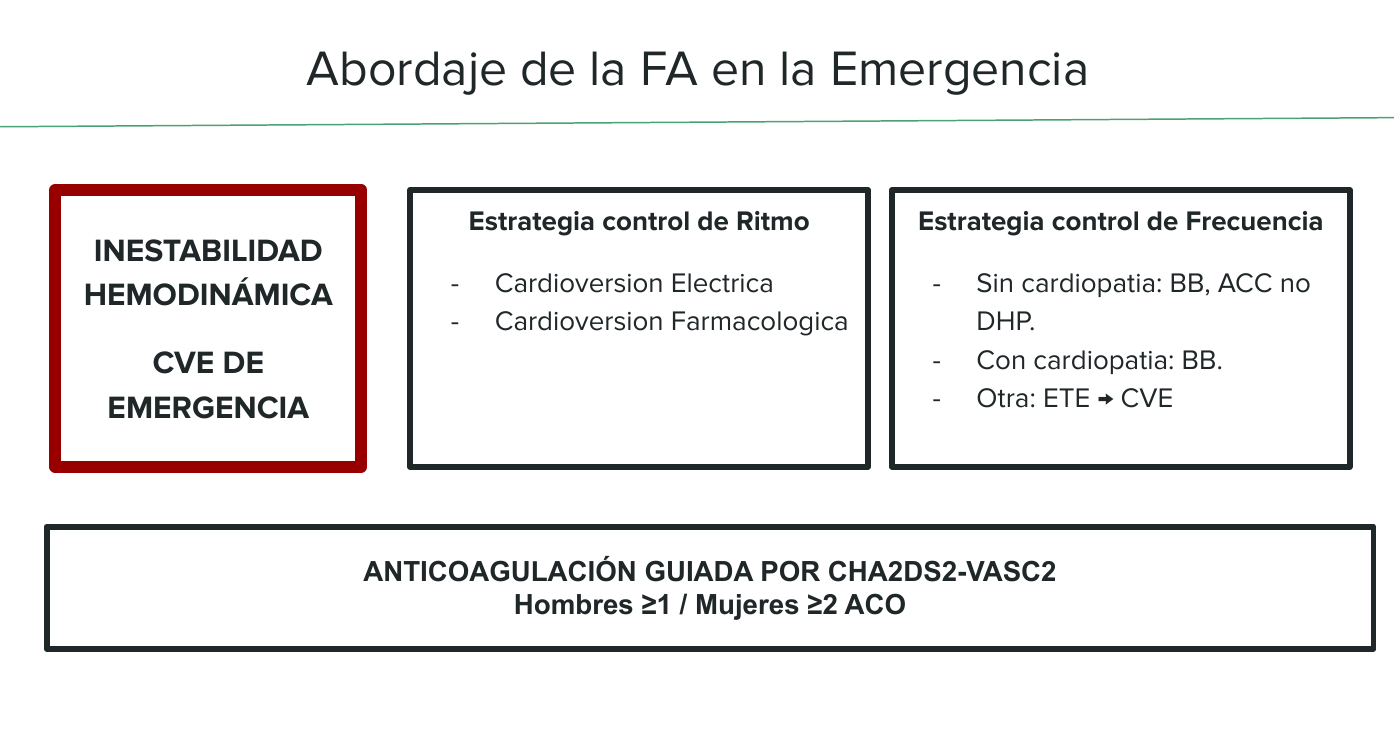 Abordaje de la FA en la Emergencia
INESTABILIDAD
HEMODINÁMICA
CVE DE
EMERGENCIA
Estrategia control de Ritmo
- Cardioversion Electrica
- Cardioversion Farmacologica
Estrategia control de Frecuencia
- Sin cardiopatia: BB, ACC no
DHP.
- Con cardiopatia: BB.
- Otra: ETE → CVE
ANTICOAGULACIÓN GUIADA POR CHA2DS2-VASC2
Hombres ≥1 / Mujeres ≥2 ACO